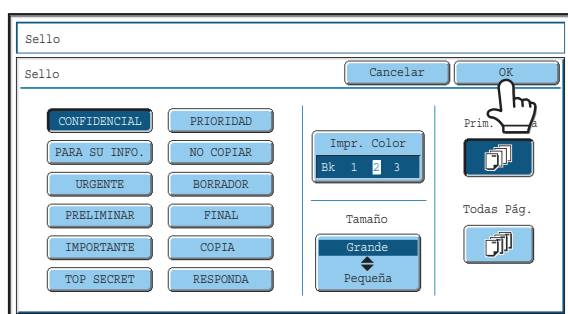 Sello
Sello
Cancelar
OK
CONFIDENCIAL
PRIORIDAD
PARA SU INFO.
NO COPIAR
URGENTE
BORRADOR
PRELIMINAR
FINAL
IMPORTANTE
COPIA
TOP SECRET
RESPONDA
Impr. Color
Bk 1 2 3
Tamaño
Grande
Pequeña
Prim.
Todas Pág.